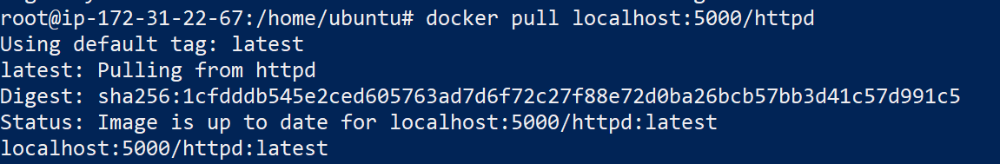 root@ip-172-31-22-67:/home/ubuntu# docker pull localhost:5000/httpd
Using default tag: latest
latest: Pulling from httpd
Digest: sha256:1cfdddb545e2ced605763ad7d6f72c27f88e72d0ba26bcb57bb3d41c57d991c5
Status: Image is up to date for localhost:5000/httpd:latest
localhost:5000/httpd:latest